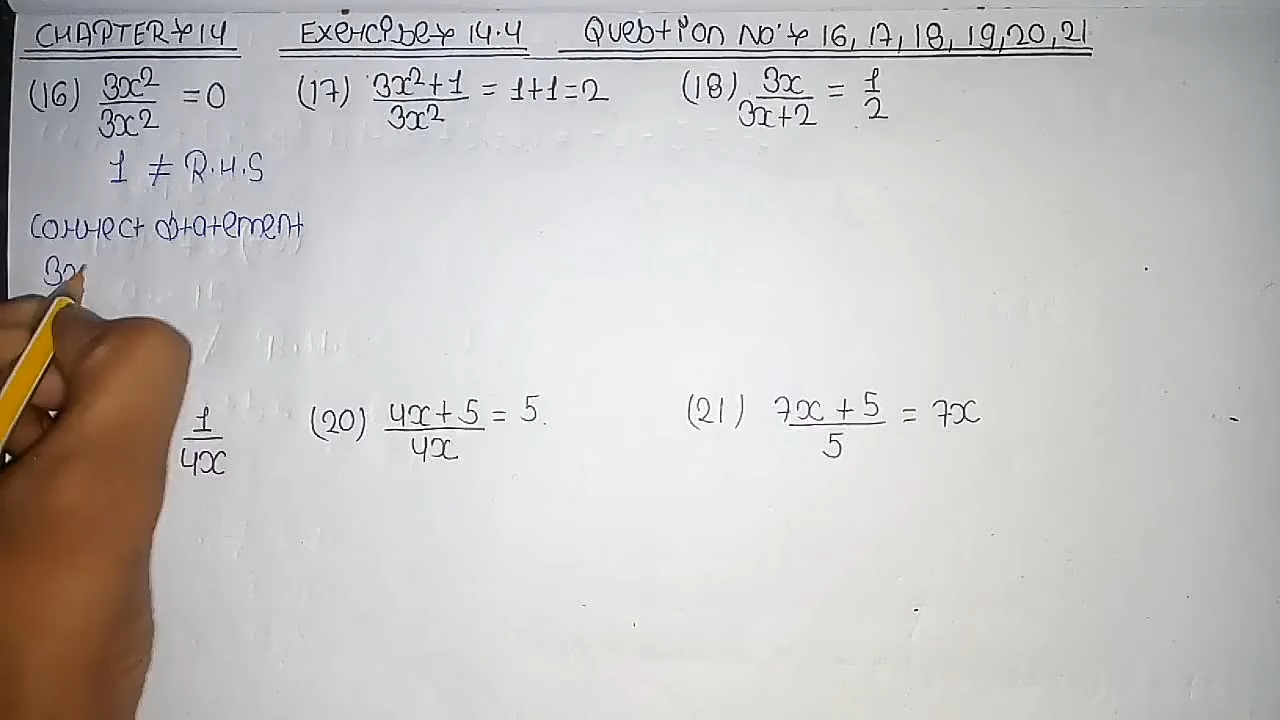 CHAPTER→14 Exercise→ 14.4 Question No→ 16, 17, 18, 19, 20, 21
(16) 3x²/3x² = 0 (17) 3x²+1/3x² = 1+1=2 (18) 3x/3x+2 = 1/2
1 ≠ R.H.S
Correct statement
3x
1/4x (20) 4x+5/4x = 5 (21) 7x+5/5 = 7x